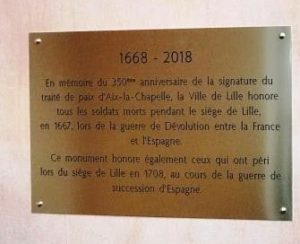 1668 - 2018
En mémoire du 350ème anniversaire de la signature du
traité de paix d'Aix-la-Chapelle, la Ville de Lille honore
tous les soldats morts pendant le siège de Lille,
en 1667, lors de la guerre de Dévolution entre la France
et l'Espagne.
Ce monument honore également ceux qui ont péri
lors du siège de Lille en 1708, au cours de la guerre de
succession d'Espagne.